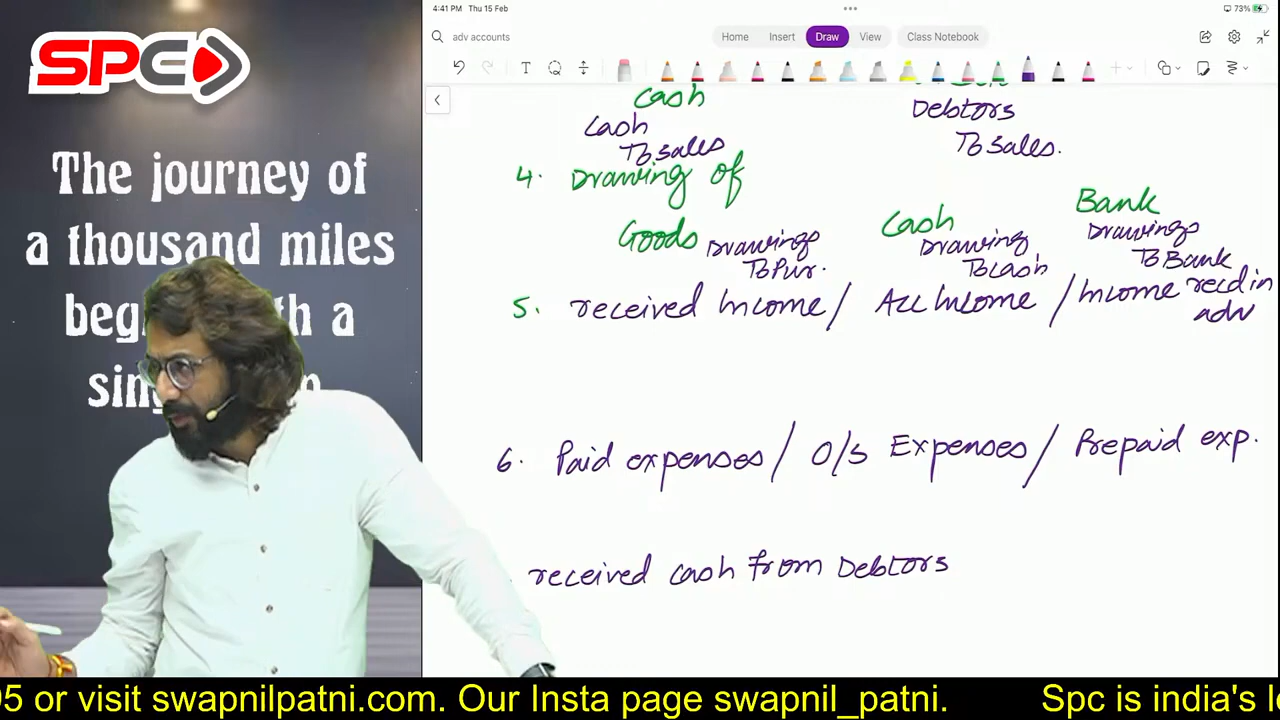 4:41 PM Thu 15 Feb
73%
adv accounts
Home Insert Draw View Class Notebook
SPC
The journey of
a thousand miles
Cash
Cash
To Sales
Debtors
To Sales.
4. Drawing of
Goods Drawings
To Pur.
Cash
Drawing
To Cash
Bank
Drawings
To Bank
5. received Income / Acc Income / Income recd in
adv
6. Paid expenses / O/S Expenses / Prepaid exp.
received cash from Debtors
95 or visit swapnilpatni.com. Our Insta page swapnil_patni. Spc is india's